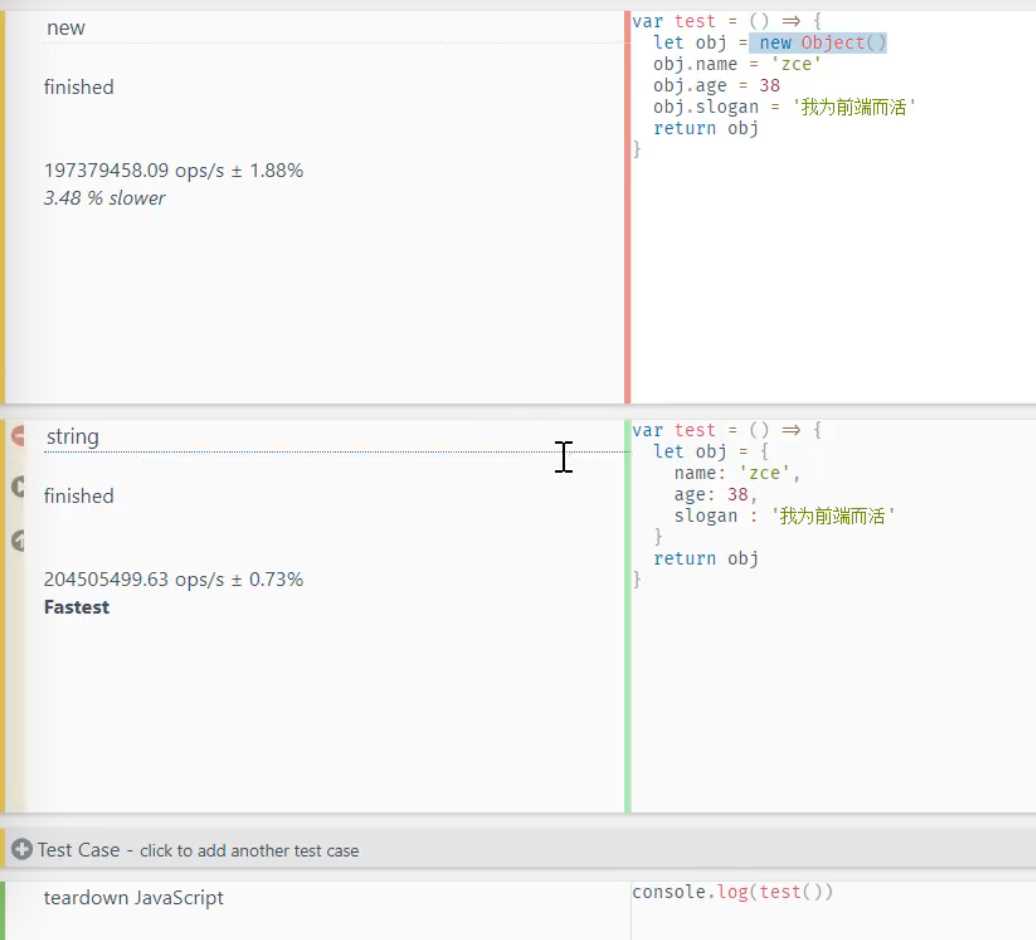 new
finished
197379458.09 ops/s ± 1.88%
3.48 % slower
var test = () => {
let obj = new Object()
obj.name = 'zce'
obj.age = 38
obj.slogan = '我为前端而活'
return obj
}
string
finished
204505499.63 ops/s ± 0.73%
Fastest
var test = () => {
let obj = {
name: 'zce',
age: 38,
slogan : '我为前端而活'
}
return obj
}
Test Case - click to add another test case
teardown JavaScript
console.log(test())